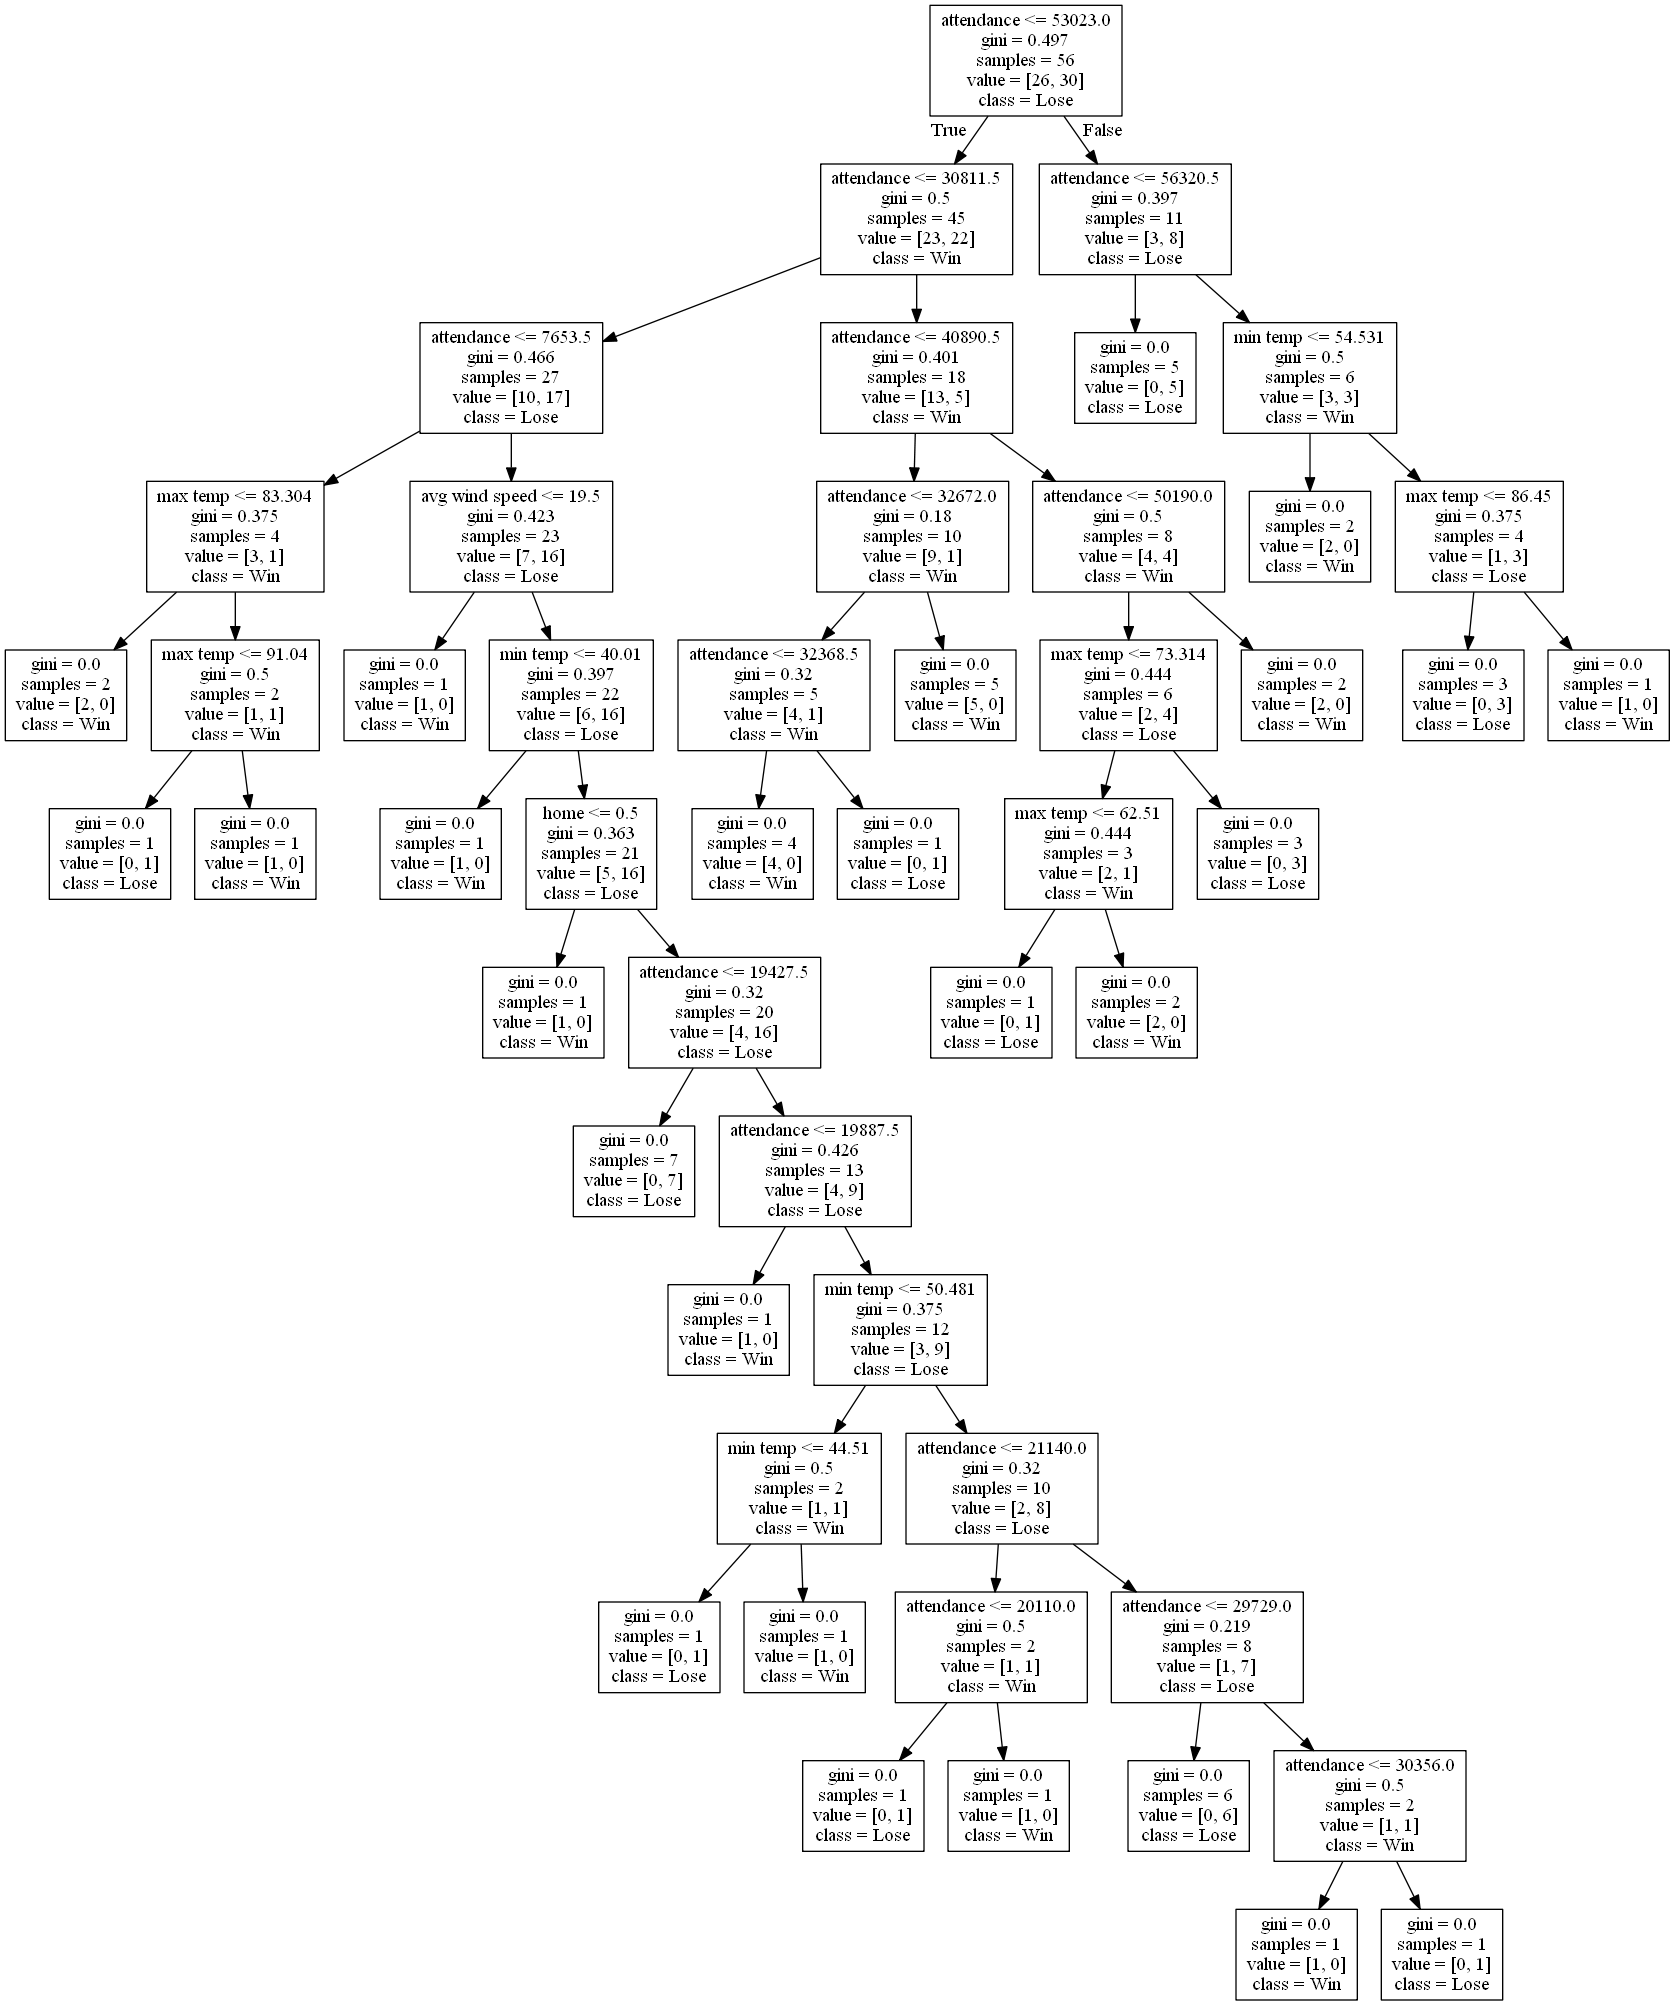 attendance <= 53023.0
gini = 0.497
samples = 56
value = [26, 30]
class = Lose
True
False
attendance <= 30811.5
gini = 0.5
samples = 45
value = [23, 22]
class = Win
attendance <= 56320.5
gini = 0.397
samples = 11
value = [3, 8]
class = Lose
attendance <= 7653.5
gini = 0.466
samples = 27
value = [10, 17]
class = Lose
attendance <= 40890.5
gini = 0.401
samples = 18
value = [13, 5]
class = Win
gini = 0.0
samples = 5
value = [0, 5]
class = Lose
min temp <= 54.531
gini = 0.5
samples = 6
value = [3, 3]
class = Win
max temp <= 83.304
gini = 0.375
samples = 4
value = [3, 1]
class = Win
avg wind speed <= 19.5
gini = 0.423
samples = 23
value = [7, 16]
class = Lose
attendance <= 32672.0
gini = 0.18
samples = 10
value = [9, 1]
class = Win
attendance <= 50190.0
gini = 0.5
samples = 8
value = [4, 4]
class = Win
gini = 0.0
samples = 2
value = [2, 0]
class = Win
max temp <= 86.45
gini = 0.375
samples = 4
value = [1, 3]
class = Lose
gini = 0.0
samples = 2
value = [2, 0]
class = Win
max temp <= 91.04
gini = 0.5
samples = 2
value = [1, 1]
class = Win
gini = 0.0
samples = 1
value = [1, 0]
class = Win
min temp <= 40.01
gini = 0.397
samples = 22
value = [6, 16]
class = Lose
attendance <= 32368.5
gini = 0.32
samples = 5
value = [4, 1]
class = Win
gini = 0.0
samples = 5
value = [5, 0]
class = Win
max temp <= 73.314
gini = 0.444
samples = 6
value = [2, 4]
class = Lose
gini = 0.0
samples = 2
value = [2, 0]
class = Win
gini = 0.0
samples = 3
value = [0, 3]
class = Lose
gini = 0.0
samples = 1
value = [1, 0]
class = Win
gini = 0.0
samples = 1
value = [0, 1]
class = Lose
gini = 0.0
samples = 1
value = [1, 0]
class = Win
gini = 0.0
samples = 1
value = [1, 0]
class = Win
home <= 0.5
gini = 0.363
samples = 21
value = [5, 16]
class = Lose
gini = 0.0
samples = 4
value = [4, 0]
class = Win
gini = 0.0
samples = 1
value = [0, 1]
class = Lose
max temp <= 62.51
gini = 0.444
samples = 3
value = [2, 1]
class = Win
gini = 0.0
samples = 3
value = [0, 3]
class = Lose
gini = 0.0
samples = 1
value = [1, 0]
class = Win
attendance <= 19427.5
gini = 0.32
samples = 20
value = [4, 16]
class = Lose
gini = 0.0
samples = 1
value = [0, 1]
class = Lose
gini = 0.0
samples = 2
value = [2, 0]
class = Win
gini = 0.0
samples = 7
value = [0, 7]
class = Lose
attendance <= 19887.5
gini = 0.426
samples = 13
value = [4, 9]
class = Lose
gini = 0.0
samples = 1
value = [1, 0]
class = Win
min temp <= 50.481
gini = 0.375
samples = 12
value = [3, 9]
class = Lose
min temp <= 44.51
gini = 0.5
samples = 2
value = [1, 1]
class = Win
attendance <= 21140.0
gini = 0.32
samples = 10
value = [2, 8]
class = Lose
gini = 0.0
samples = 1
value = [0, 1]
class = Lose
gini = 0.0
samples = 1
value = [1, 0]
class = Win
attendance <= 20110.0
gini = 0.5
samples = 2
value = [1, 1]
class = Win
attendance <= 29729.0
gini = 0.219
samples = 8
value = [1, 7]
class = Lose
gini = 0.0
samples = 1
value = [0, 1]
class = Lose
gini = 0.0
samples = 1
value = [1, 0]
class = Win
gini = 0.0
samples = 6
value = [0, 6]
class = Lose
attendance <= 30356.0
gini = 0.5
samples = 2
value = [1, 1]
class = Win
gini = 0.0
samples = 1
value = [1, 0]
class = Win
gini = 0.0
samples = 1
value = [0, 1]
class = Lose